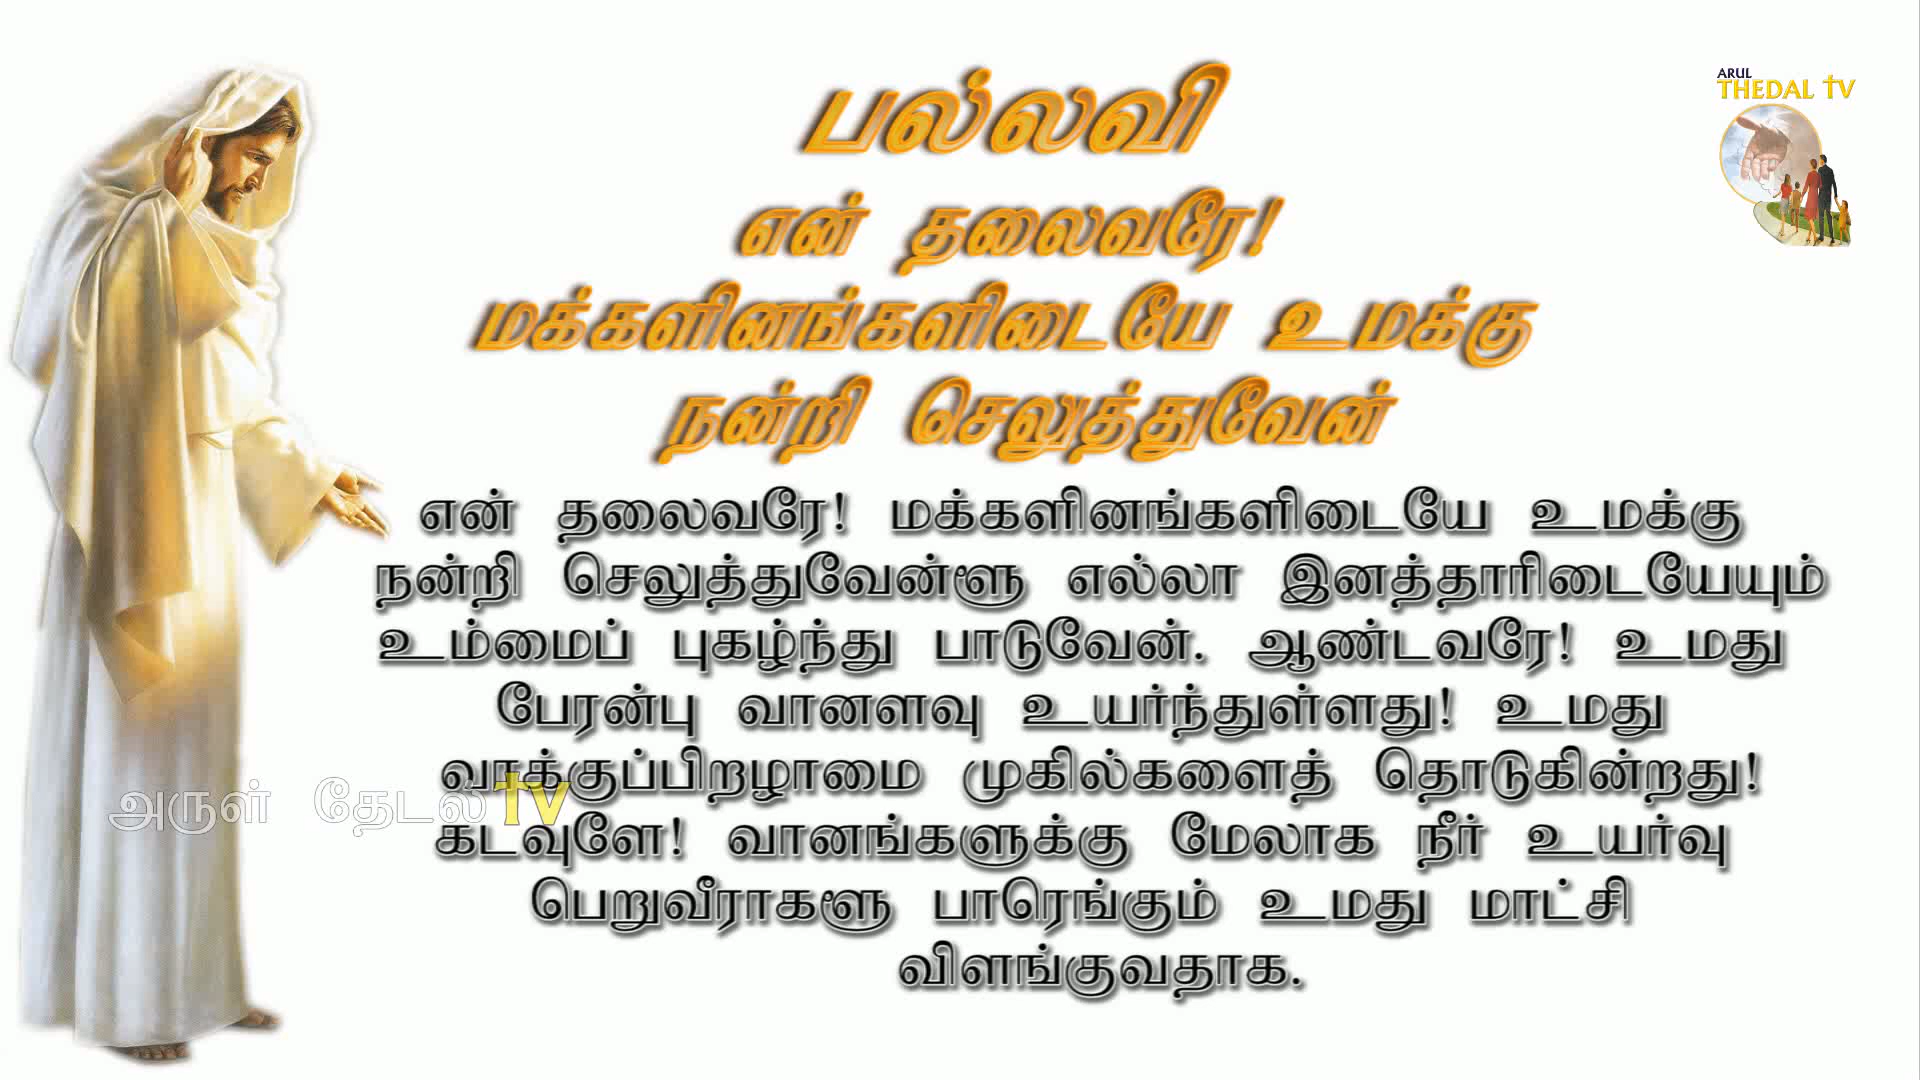 ARUL
THEDAL TV
பல்லவி
என் தலைவரே!
மக்களினங்களிடையே உமக்கு
நன்றி செலுத்துவேன்
என் தலைவரே! மக்களினங்களிடையே உமக்கு
நன்றி செலுத்துவேன்ளூ எல்லா இனத்தாரிடையேயும்
உம்மைப் புகழ்ந்து பாடுவேன். ஆண்டவரே! உமது
பேரன்பு வானளவு உயர்ந்துள்ளது! உமது
வாக்குப்பிறழாமை முகில்களைத் தொடுகின்றது!
அருள் தேடல் TV
கடவுளே! வானங்களுக்கு மேலாக நீர் உயர்வு
பெறுவீராகளூ பாரெங்கும் உமது மாட்சி
விளங்குவதாக.